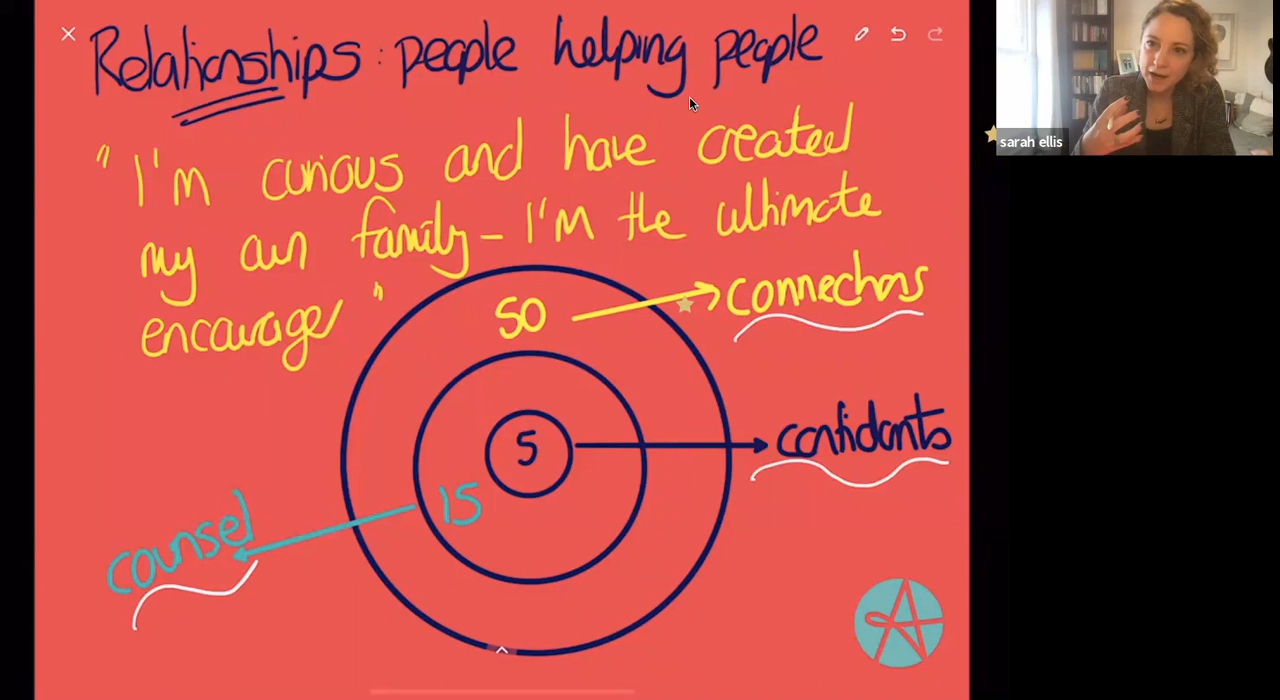 Relationships: people helping people
sarah ellis
"I'm curious and have created
my own family - I'm the ultimate
encourager"
50
connectors
5
confidants
15
counsel